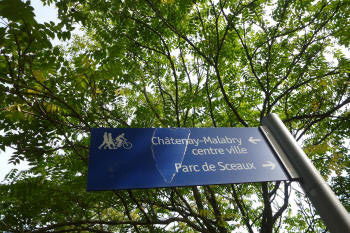 Châtenay-Malabry ←
centre ville
Parc de Sceaux →